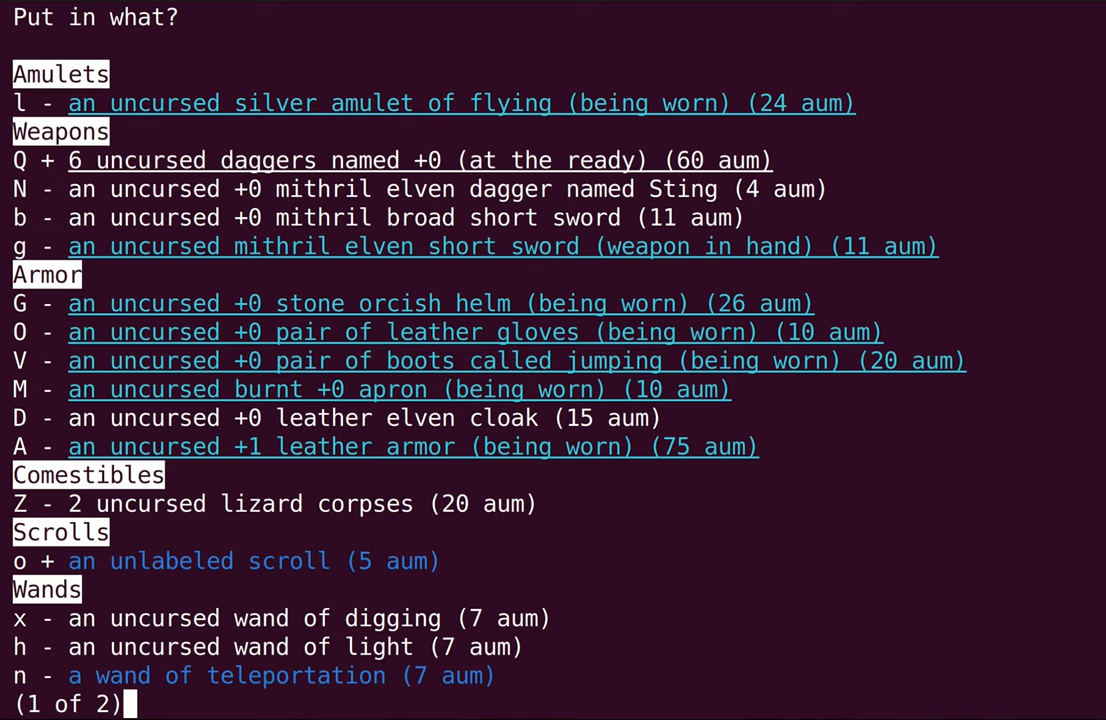 Put in what?
Amulets
l - an uncursed silver amulet of flying (being worn) (24 aum)
Weapons
Q + 6 uncursed daggers named +0 (at the ready) (60 aum)
N - an uncursed +0 mithril elven dagger named Sting (4 aum)
b - an uncursed +0 mithril broad short sword (11 aum)
g - an uncursed mithril elven short sword (weapon in hand) (11 aum)
Armor
G - an uncursed +0 stone orcish helm (being worn) (26 aum)
O - an uncursed +0 pair of leather gloves (being worn) (10 aum)
V - an uncursed +0 pair of boots called jumping (being worn) (20 aum)
M - an uncursed burnt +0 apron (being worn) (10 aum)
D - an uncursed +0 leather elven cloak (15 aum)
A - an uncursed +1 leather armor (being worn) (75 aum)
Comestibles
Z - 2 uncursed lizard corpses (20 aum)
Scrolls
o + an unlabeled scroll (5 aum)
Wands
x - an uncursed wand of digging (7 aum)
h - an uncursed wand of light (7 aum)
n - a wand of teleportation (7 aum)
(1 of 2)